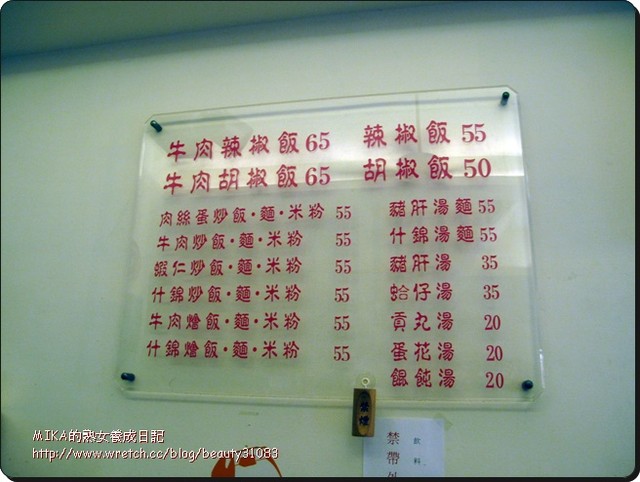 牛肉辣椒飯65
牛肉胡椒飯65
肉絲蛋炒飯·麵·米粉 55
牛肉炒飯·麵·米粉 55
蝦仁炒飯·麵·米粉 55
什錦炒飯·麵·米粉 55
牛肉燴飯·麵·米粉 55
什錦燴飯·麵·米粉 55
辣椒飯55
胡椒飯50
豬肝湯麵55
什錦湯麵55
豬肝湯 35
蛤仔湯 35
貢丸湯 20
蛋花湯 20
餛飩湯 20
禁帶外
飲料
MIKA的熟女養成日記
http://www.wretch.cc/blog/beauty31083